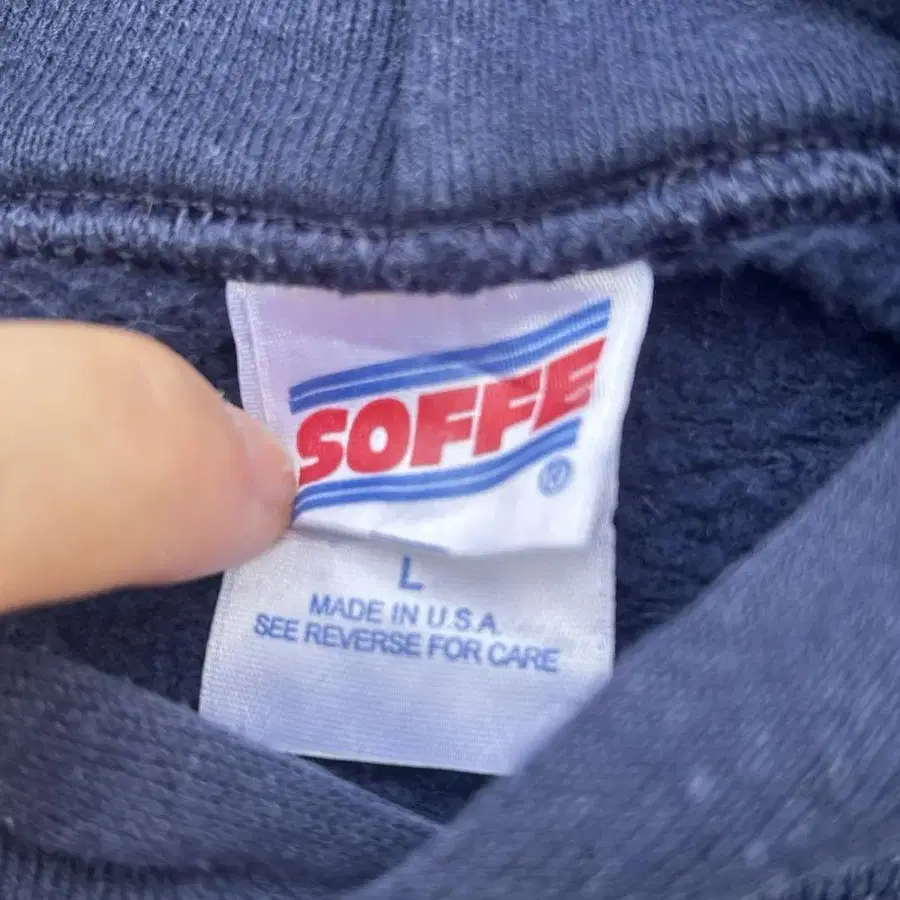 SOFFE
®
L
MADE IN U.S.A.
SEE REVERSE FOR CARE